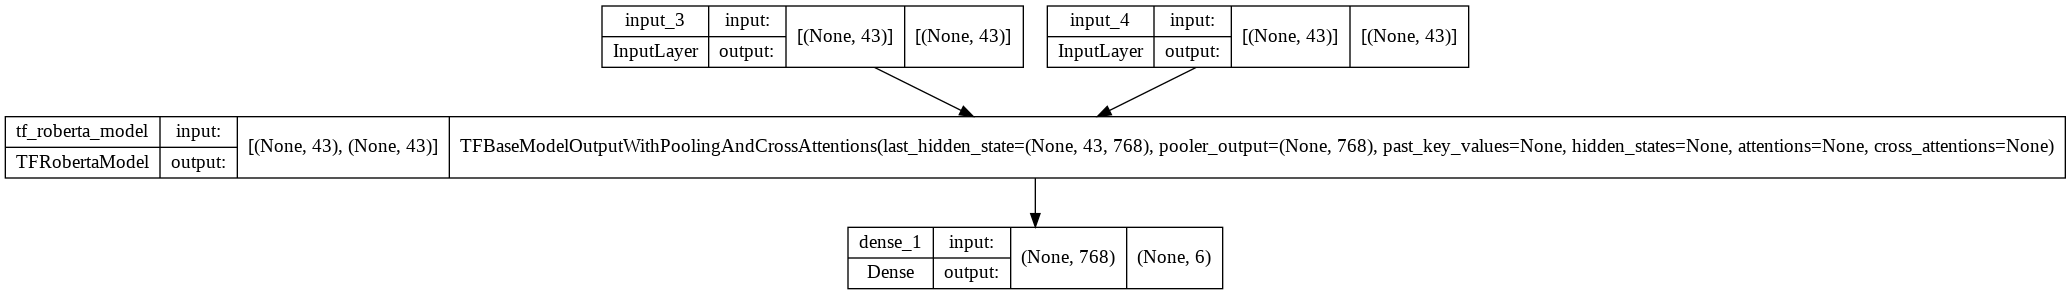 input_3 input: [(None, 43)] [(None, 43)]
InputLayer output:
input_4 input: [(None, 43)] [(None, 43)]
InputLayer output:
tf_roberta_model input: [(None, 43), (None, 43)] TFBaseModelOutputWithPoolingAndCrossAttentions(last_hidden_state=(None, 43, 768), pooler_output=(None, 768), past_key_values=None, hidden_states=None, attentions=None, cross_attentions=None)
TFRobertaModel output:
dense_1 input: (None, 768) (None, 6)
Dense output: